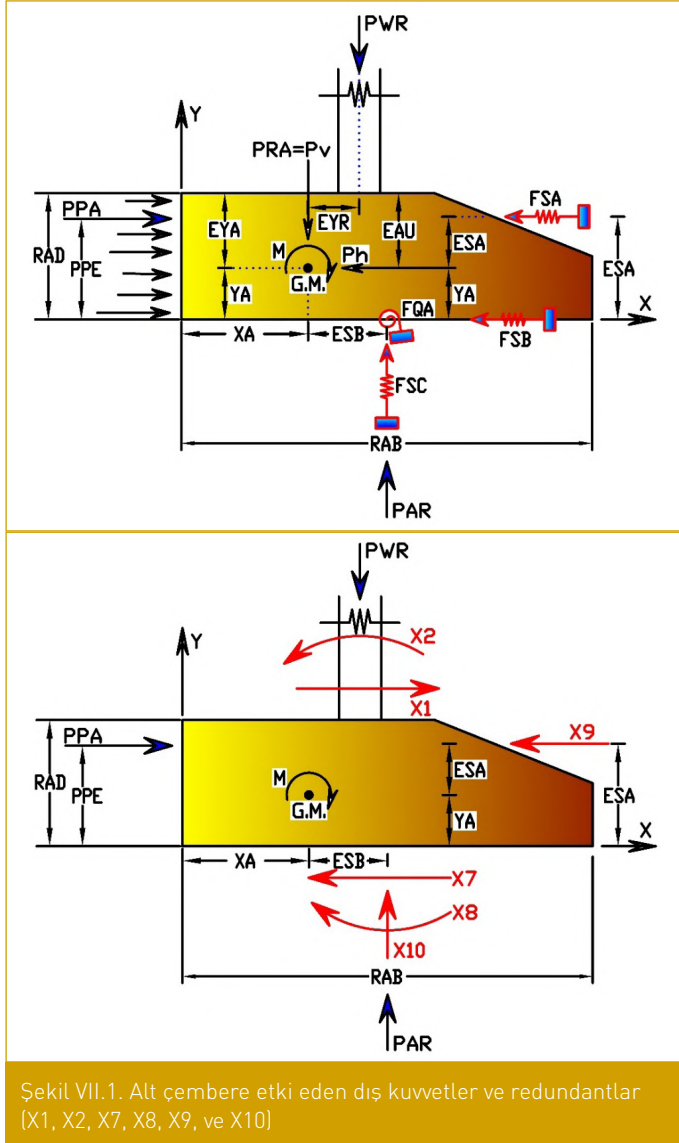 PWR
Y
PRA=Pv
PPA
EYR
FSA
RAD
PPE
EYA
EAU
ESA
ESA
M
Ph
G.M.
YA
YA
FQA
X
XA
ESB
FSB
FSC
RAB
PAR
PWR
Y
X2
X1
PPA
X9
RAD
PPE
M
ESA
ESA
G.M.
YA
X
XA
ESB
X7
X8
X10
RAB
PAR
Şekil VII.1. Alt çembere etki eden dış kuvvetler ve redundantlar
(X1, X2, X7, X8, X9, ve X10)